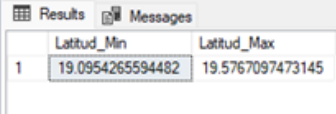 Results Messages
Latitud_Min Latitud_Max
1 19.0954265594482 19.5767097473145